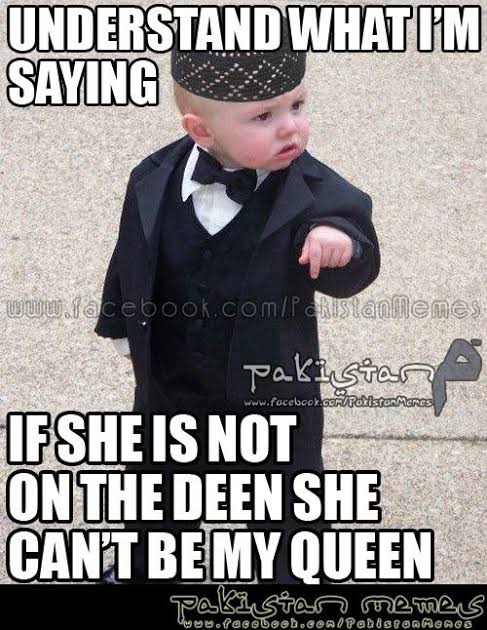 UNDERSTAND WHAT I'M
SAYING
www.facebook.com/PakistanMemes
Pakistan م
www.facebook.com/PakistanMemes
IF SHE IS NOT
ON THE DEEN SHE
CAN'T BE MY QUEEN
Pakistan memes
www.facebook.com/PakistanMemes